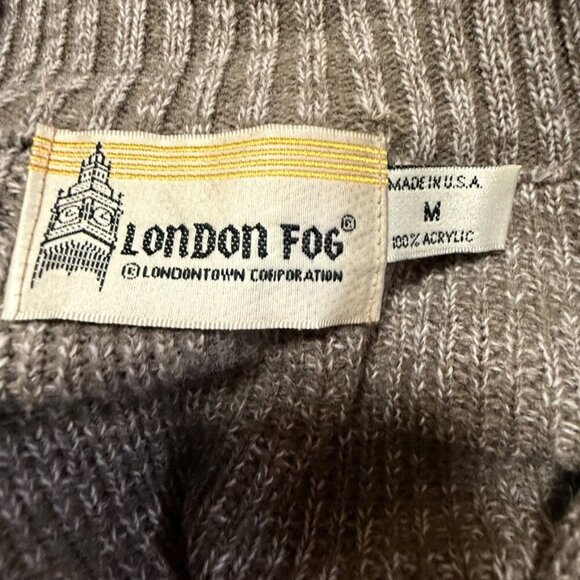 LONDON FOG®
© LONDONTOWN CORPORATION
MADE IN U.S.A.
M
100% ACRYLIC